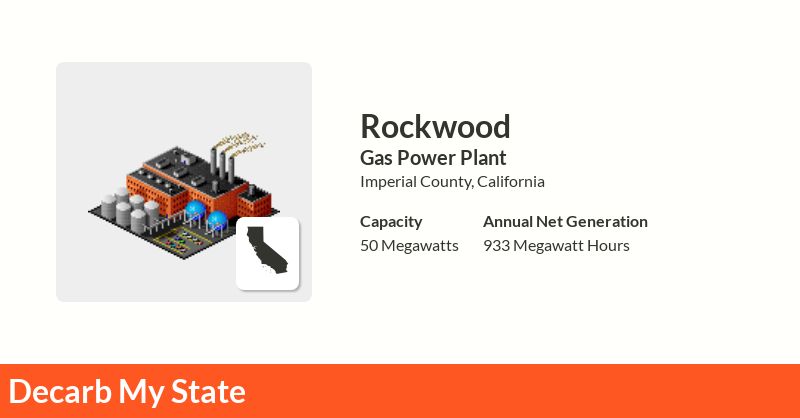 Rockwood
Gas Power Plant
Imperial County, California
Capacity
50 Megawatts
Annual Net Generation
933 Megawatt Hours
Decarb My State